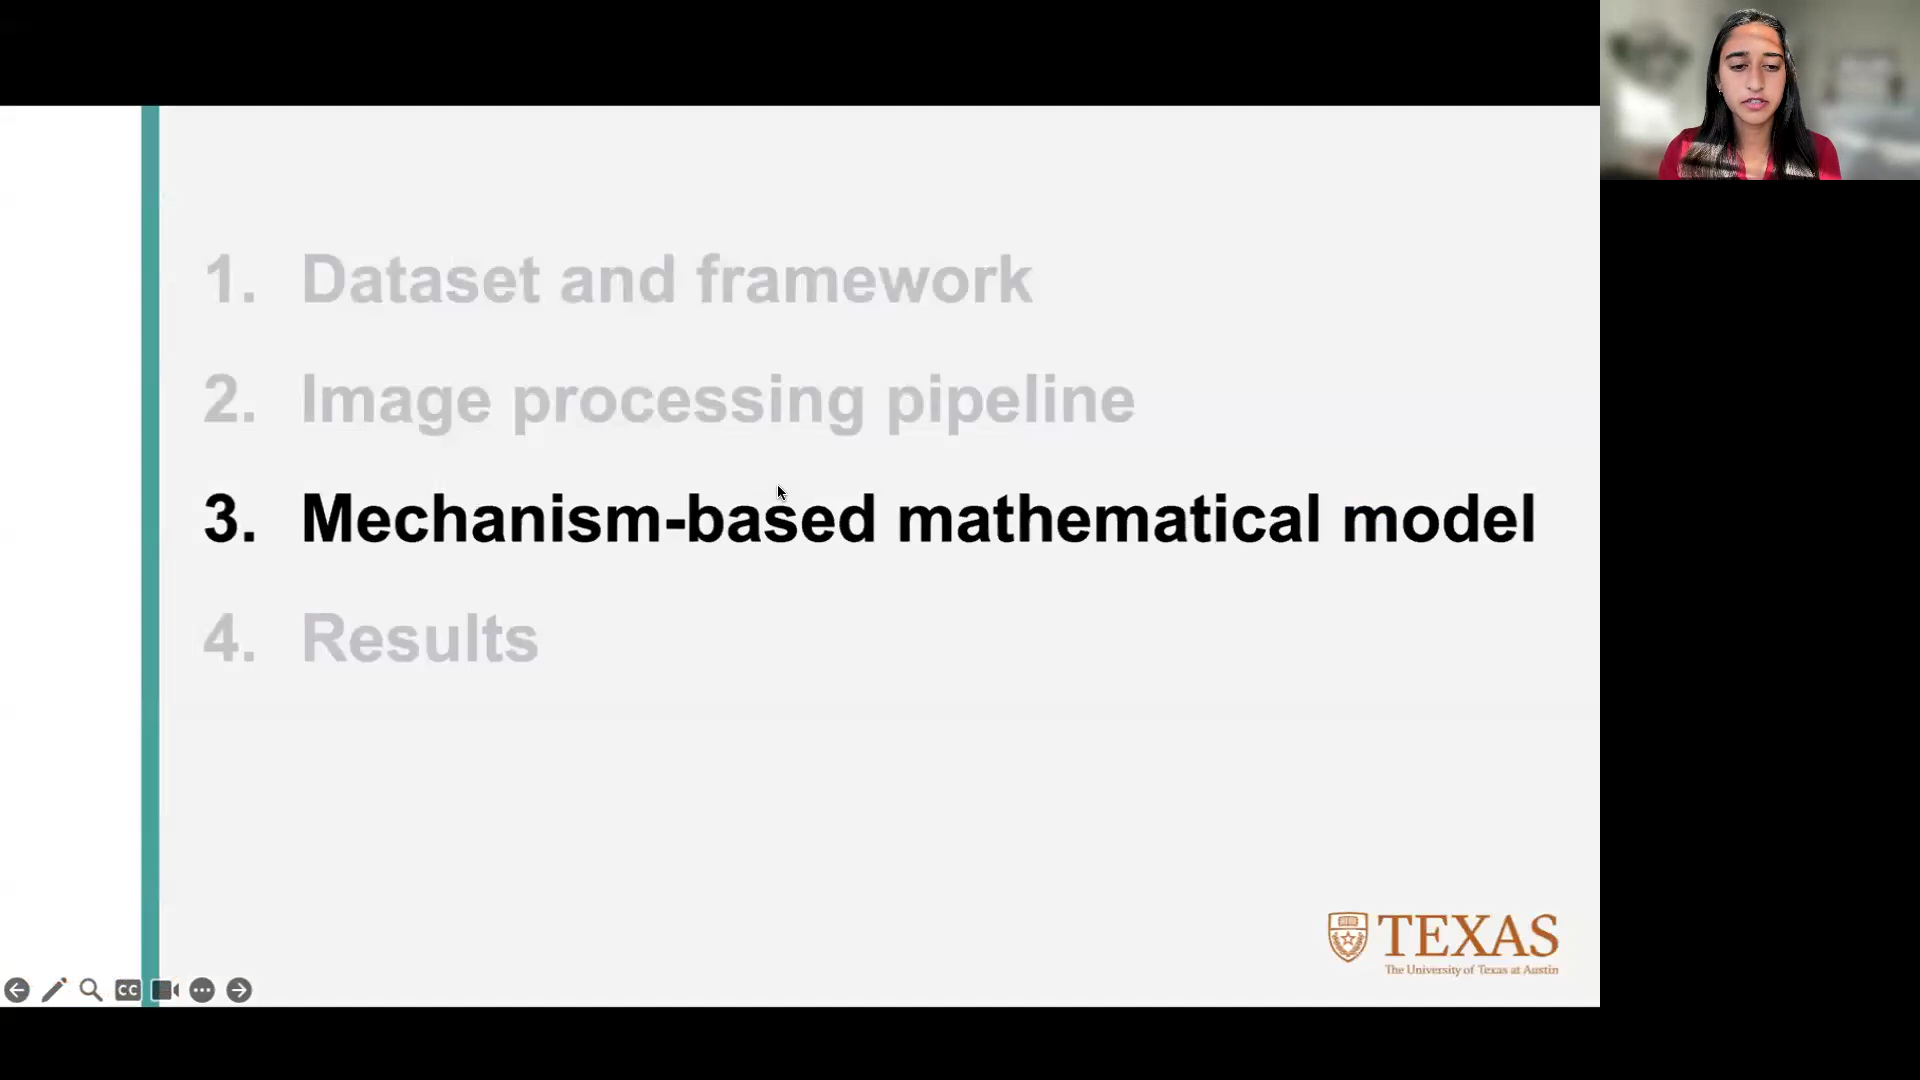 1. Dataset and framework
2. Image processing pipeline
3. Mechanism-based mathematical model
4. Results
TEXAS
The University of Texas at Austin
CC